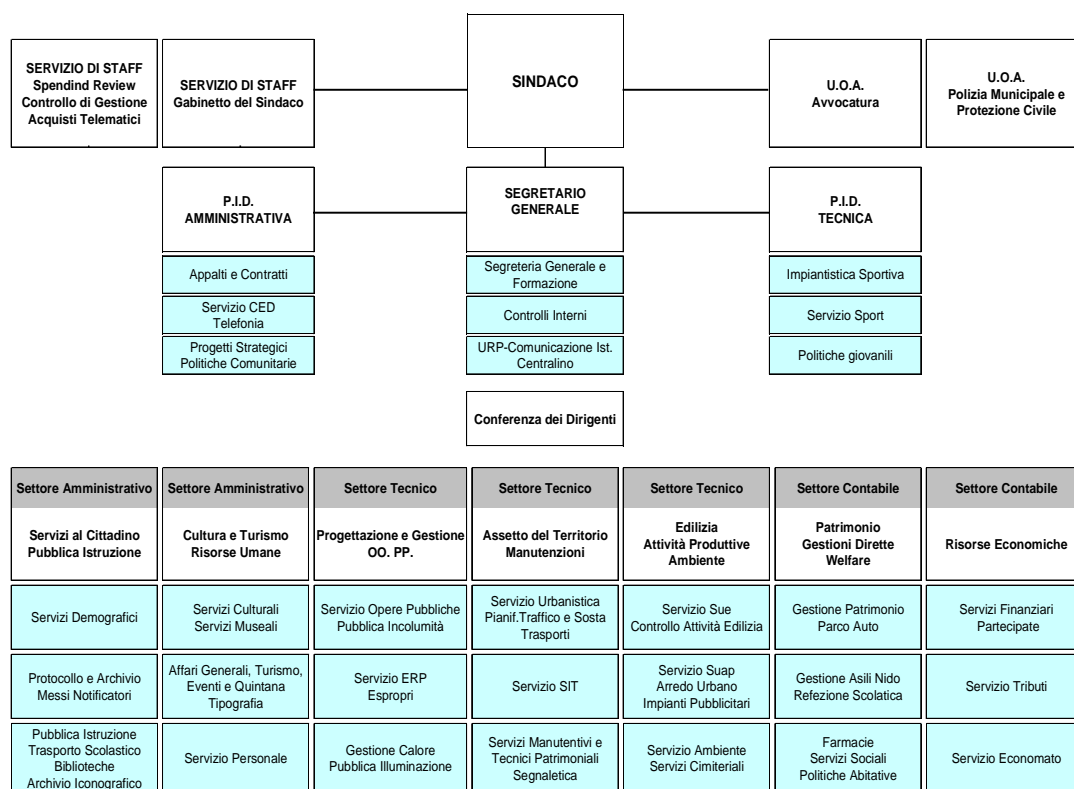 SERVIZIO DI STAFF
Spendind Review
Controllo di Gestione
Acquisti Telematici
SERVIZIO DI STAFF
Gabinetto del Sindaco
SINDACO
U.O.A.
Avvocatura
U.O.A.
Polizia Municipale e
Protezione Civile
P.I.D.
AMMINISTRATIVA
SEGRETARIO
GENERALE
P.I.D.
TECNICA
Appalti e Contratti
Segreteria Generale e
Formazione
Impiantistica Sportiva
Servizio CED
Telefonia
Controlli Interni
Servizio Sport
Progetti Strategici
Politiche Comunitarie
URP-Comunicazione Ist.
Centralino
Politiche giovanili
Conferenza dei Dirigenti
Settore Amministrativo
Settore Amministrativo
Settore Tecnico
Settore Tecnico
Settore Tecnico
Settore Contabile
Settore Contabile
Servizi al Cittadino
Pubblica Istruzione
Cultura e Turismo
Risorse Umane
Progettazione e Gestione
OO. PP.
Assetto del Territorio
Manutenzioni
Edilizia
Attività Produttive
Ambiente
Patrimonio
Gestioni Dirette
Welfare
Risorse Economiche
Servizi Demografici
Servizi Culturali
Servizi Museali
Servizio Opere Pubbliche
Pubblica Incolumità
Servizio Urbanistica
Pianif.Traffico e Sosta
Trasporti
Servizio Sue
Controllo Attività Edilizia
Gestione Patrimonio
Parco Auto
Servizi Finanziari
Partecipate
Protocollo e Archivio
Messi Notificatori
Affari Generali, Turismo,
Eventi e Quintana
Tipografia
Servizio ERP
Espropri
Servizio SIT
Servizio Suap
Arredo Urbano
Impianti Pubblicitari
Gestione Asili Nido
Refezione Scolatica
Servizio Tributi
Pubblica Istruzione
Trasporto Scolastico
Biblioteche
Archivio Iconografico
Servizio Personale
Gestione Calore
Pubblica Illuminazione
Servizi Manutentivi e
Tecnici Patrimoniali
Segnaletica
Servizio Ambiente
Servizi Cimiteriali
Farmacie
Servizi Sociali
Politiche Abitative
Servizio Economato